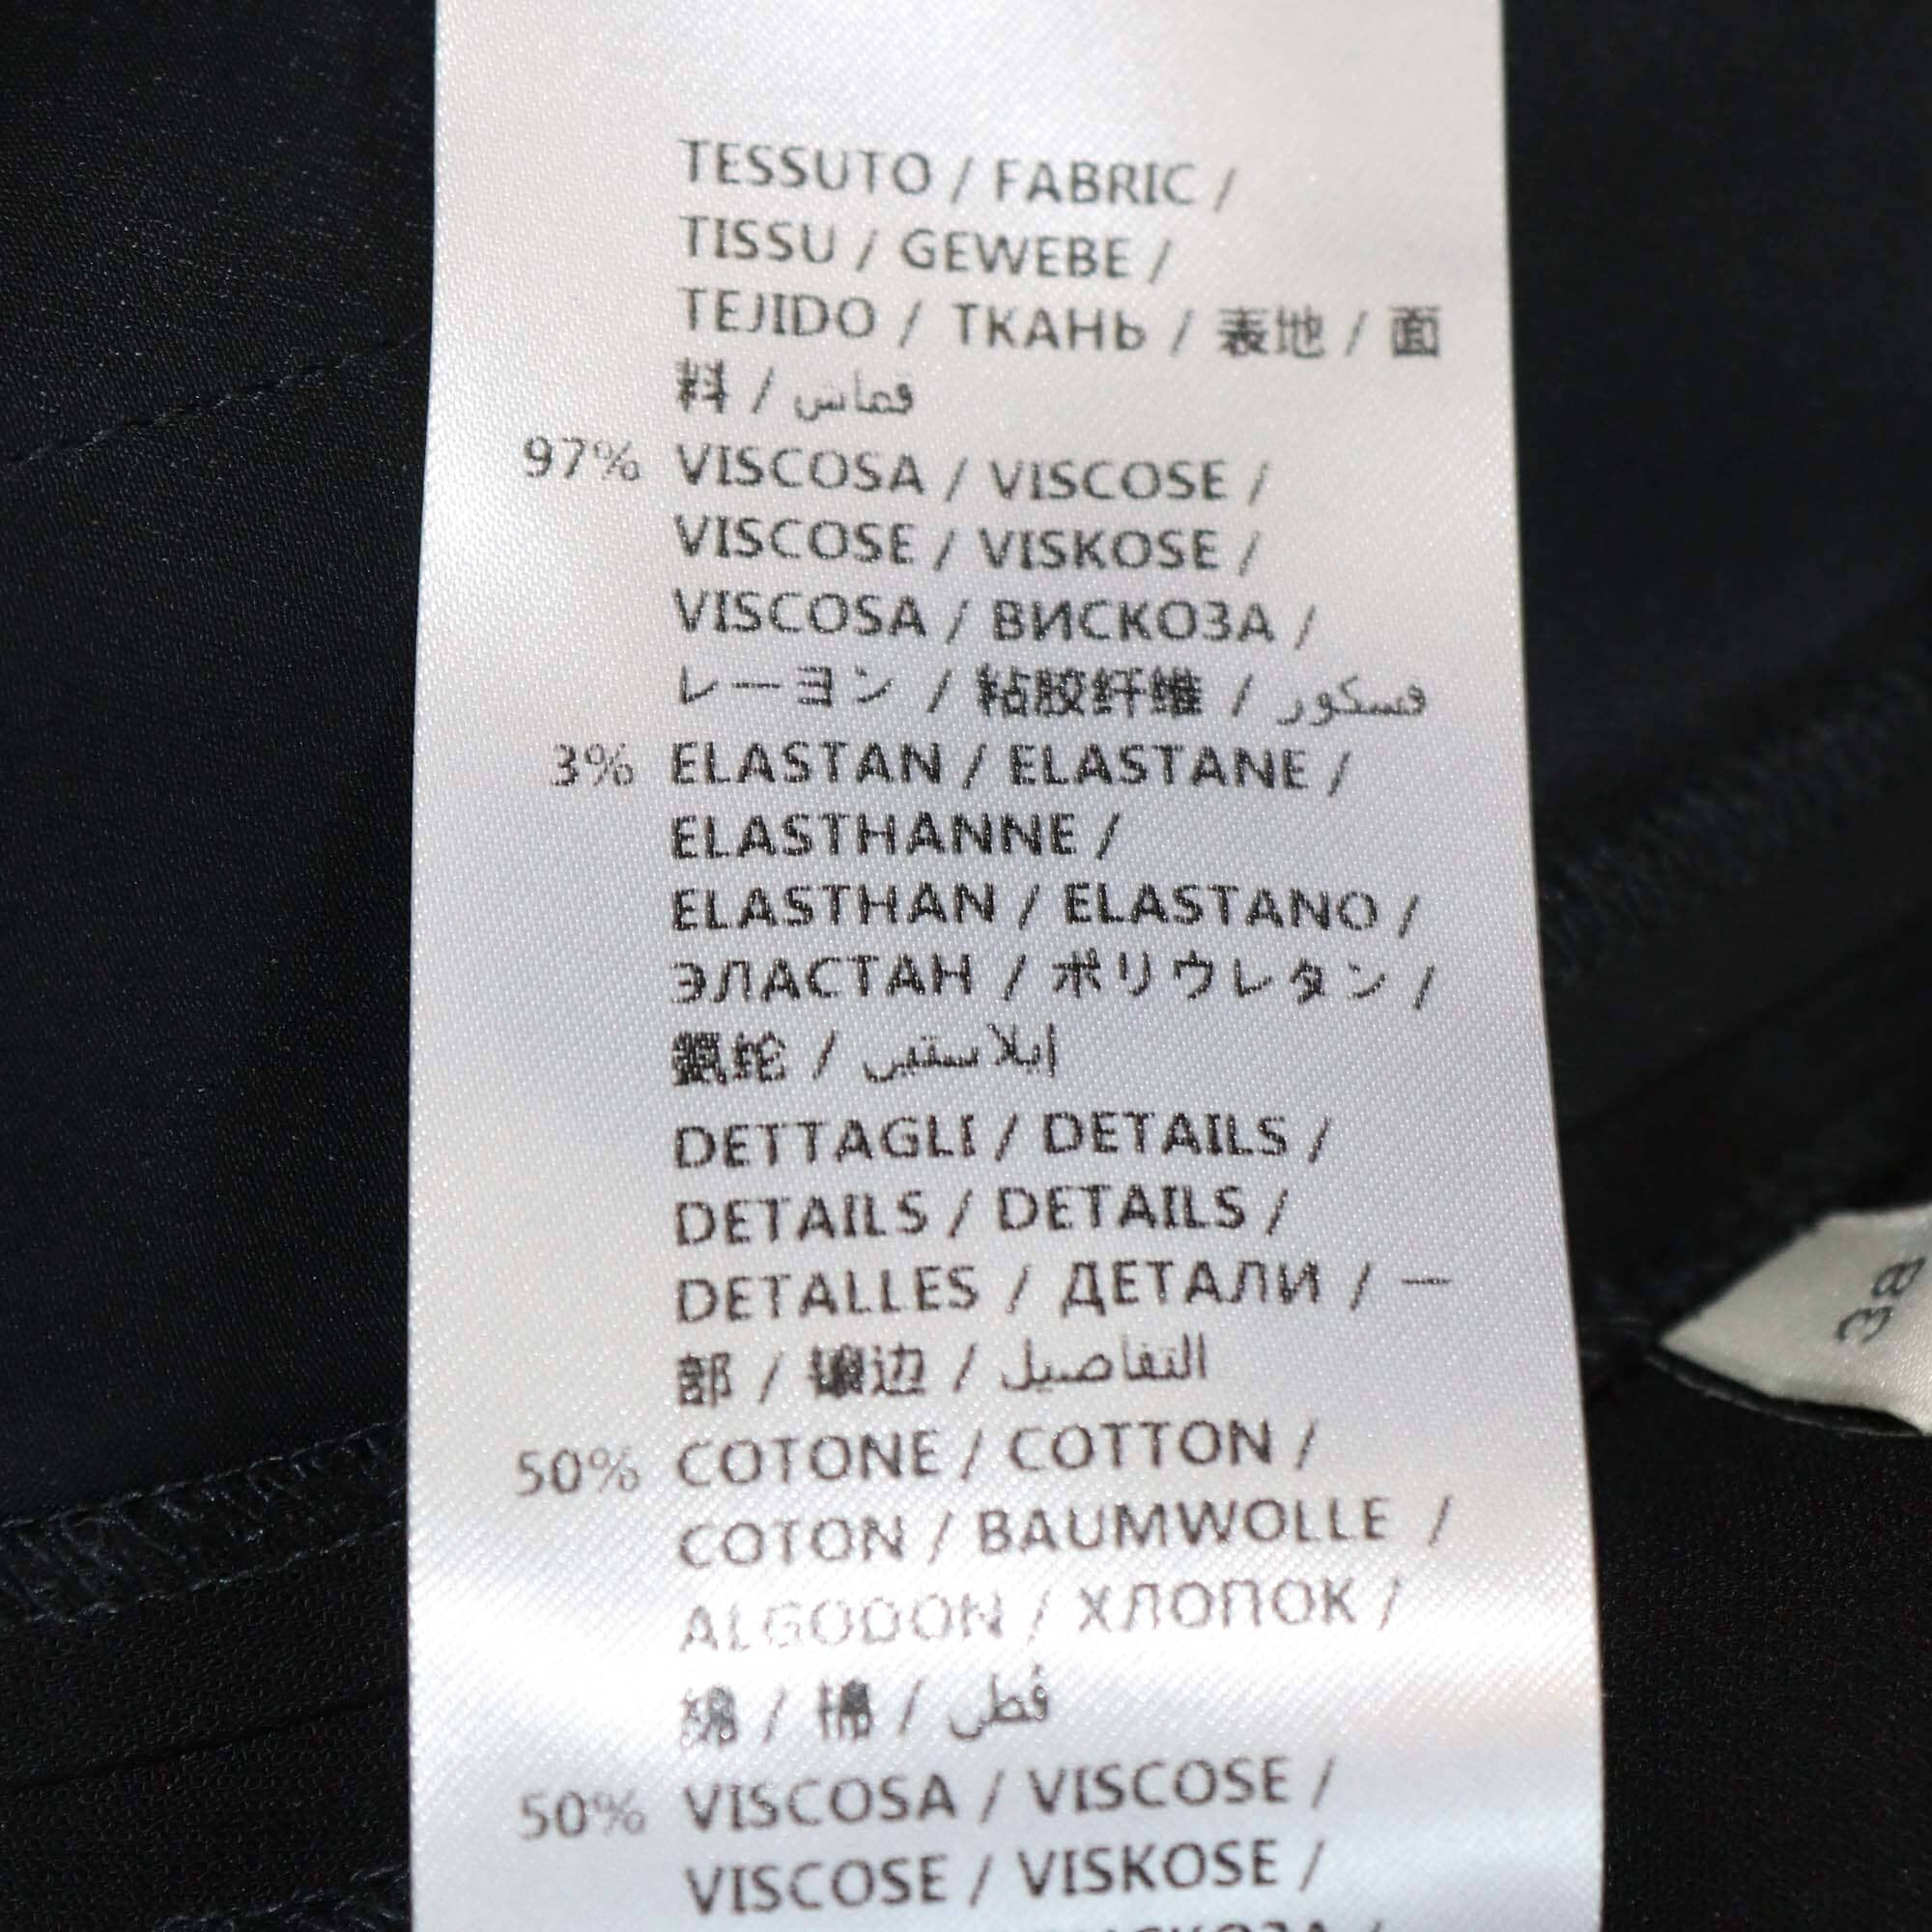 TESSUTO / FABRIC /
TISSU / GEWEBE /
TEJIDO / ТКАНЬ / 表地 / 面
料 / قماش
97% VISCOSA / VISCOSE /
VISCOSE / VISKOSE /
VISCOSA / ВИСКОЗА /
レーヨン / 粘胶纤维 / فسكور
3% ELASTAN / ELASTANE /
ELASTHANNE /
ELASTHAN / ELASTANO /
ЭЛАСТАН / ポリウレタン /
氨纶 / إيلاستين
DETTAGLI / DETAILS /
DETAILS / DETAILS /
DETALLES / ДЕТАЛИ / 一
部 / 镶边 / التفاصيل
50% COTONE / COTTON /
COTON / BAUMWOLLE /
ALGODON / ХЛОПОК /
綿 / 棉 / قطن
50% VISCOSA / VISCOSE /
VISCOSE / VISKOSE /
38